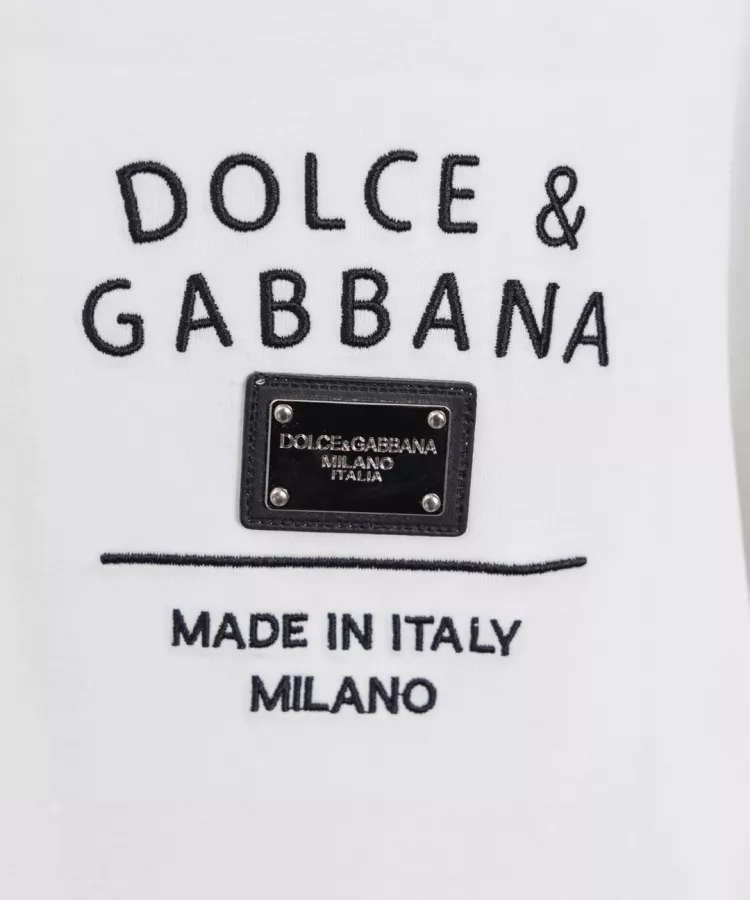 DOLCE &
GABBANA
DOLCE&GABBANA
MILANO
ITALIA
MADE IN ITALY
MILANO